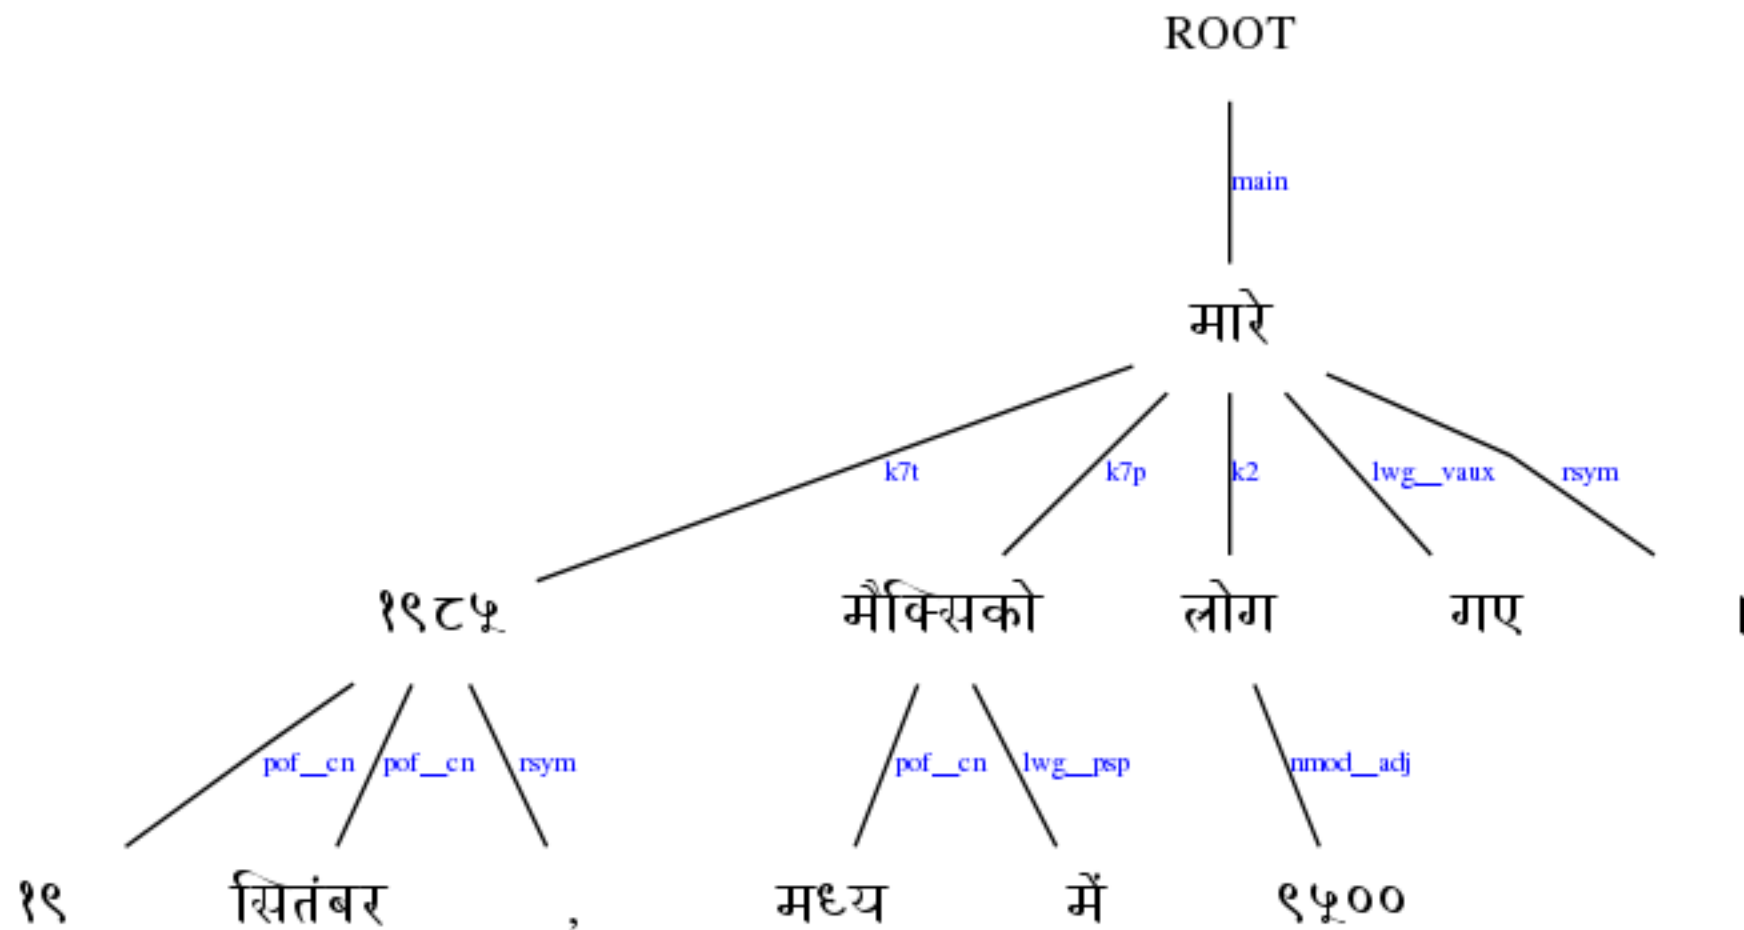 ROOT
main
मारे
k7t k7p k2 lwg__vaux rsym
१९८५ मैक्सिको लोग गए ।
pof__cn pof__cn rsym pof__cn lwg__psp nmod__adj
१९ सितंबर , मध्य में ९५००